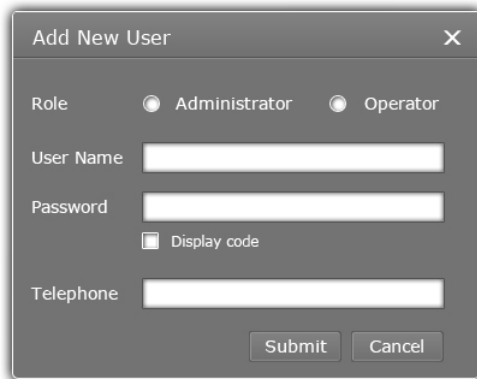 Add New User
Role Administrator Operator
User Name
Password
Display code
Telephone
Submit Cancel